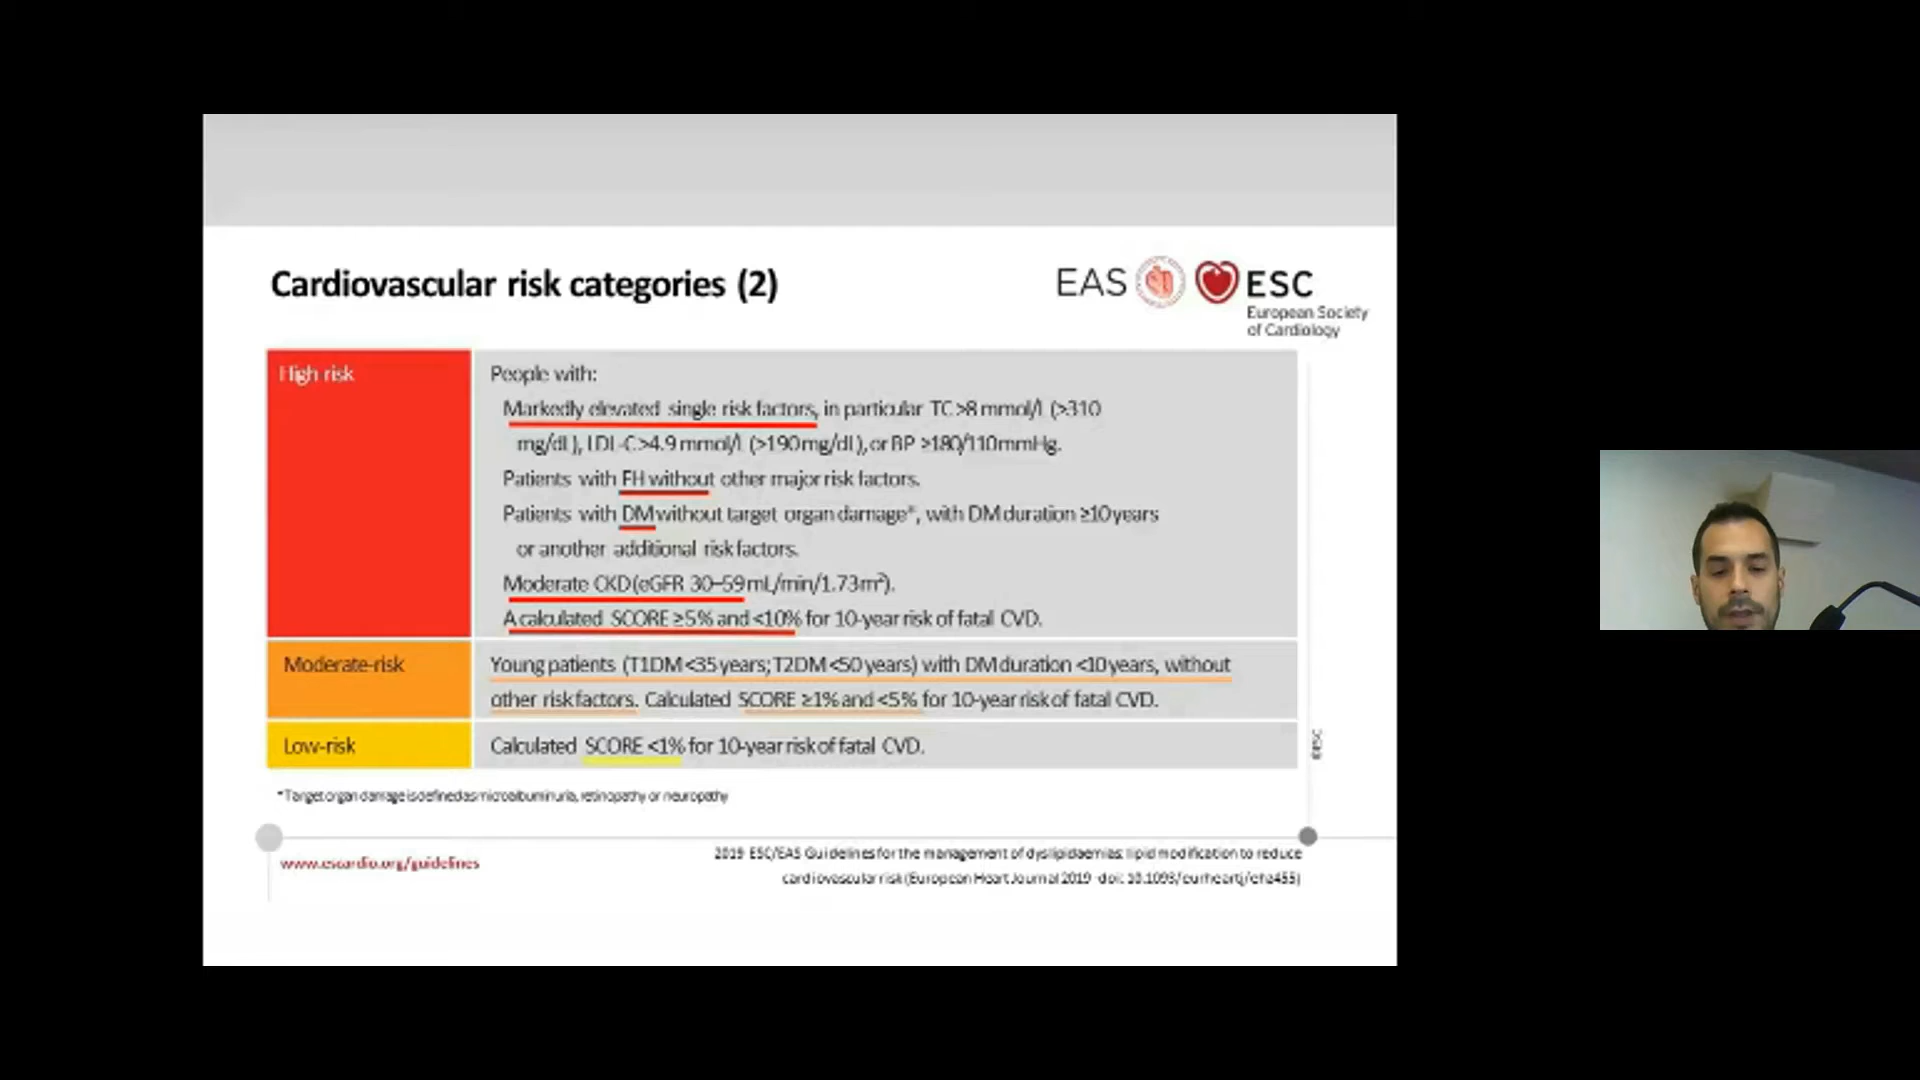 Cardiovascular risk categories (2)
EAS
ESC
European Society
of Cardiology
High risk
People with:
Markedly elevated single risk factors, in particular TC >8 mmol/L (>310
mg/dL), LDL-C >4.9 mmol/L (>190 mg/dL), or BP ≥180/110 mmHg.
Patients with FH without other major risk factors.
Patients with DM without target organ damage*, with DM duration ≥10 years
or another additional risk factors.
Moderate CKD (eGFR 30–59 mL/min/1.73 m²).
A calculated SCORE ≥5% and <10% for 10-year risk of fatal CVD.
Moderate-risk
Young patients (T1DM <35 years; T2DM <50 years) with DM duration <10 years, without
other risk factors. Calculated SCORE ≥1% and <5% for 10-year risk of fatal CVD.
Low-risk
Calculated SCORE <1% for 10-year risk of fatal CVD.
©ESC
*Target organ damage is defined as microalbuminuria, retinopathy or neuropathy
www.escardio.org/guidelines
2019 ESC/EAS Guidelines for the management of dyslipidaemias: lipid modification to reduce
cardiovascular risk (European Heart Journal 2019 -doi: 10.1093/eurheartj/ehz455)